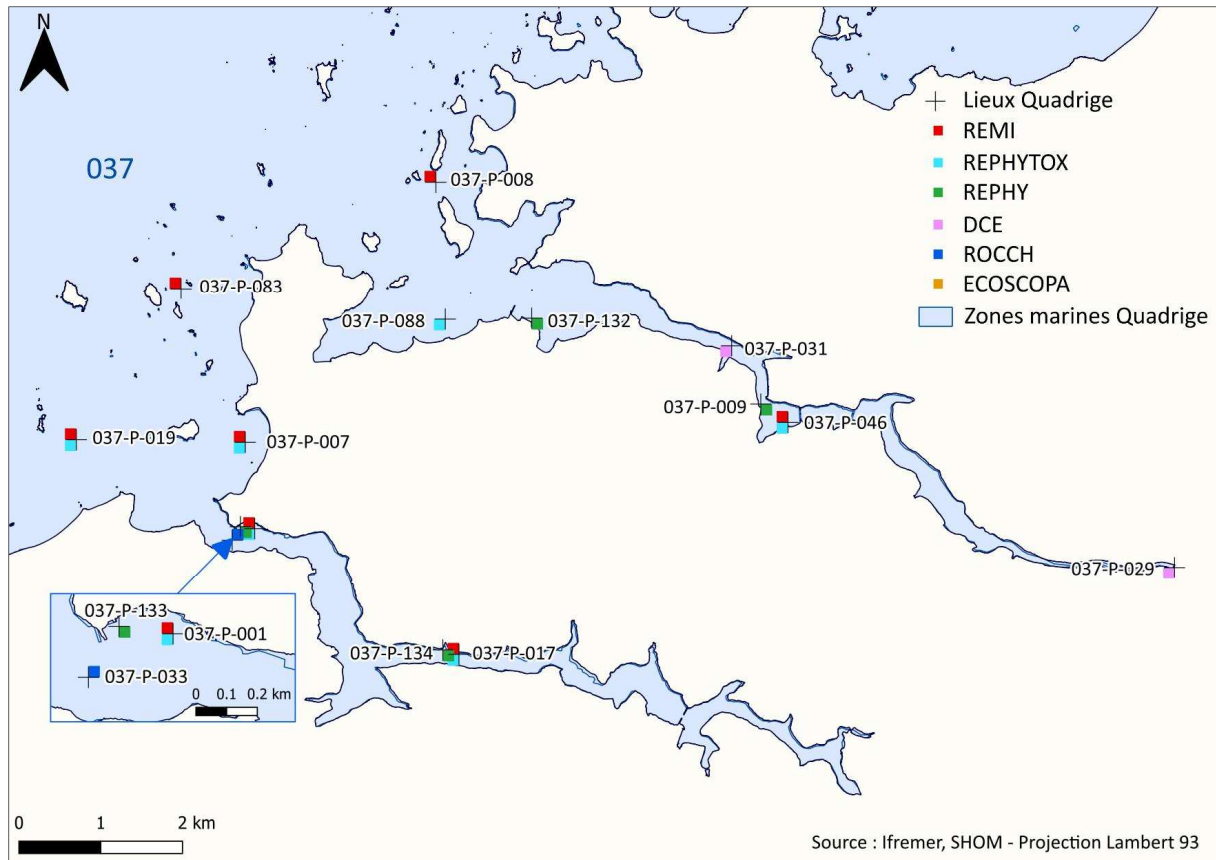 N
Lieux Quadrige
REMI
REPHYTOX
REPHY
DCE
ROCCH
ECOSCOPA
Zones marines Quadrige
037
037-P-008
037-P-083
037-P-088
037-P-132
037-P-031
037-P-009
037-P-046
037-P-019
037-P-007
037-P-029
037-P-133
037-P-001
037-P-033
0 0.1 0.2 km
037-P-134
037-P-017
0 1 2 km
Source : Ifremer, SHOM - Projection Lambert 93